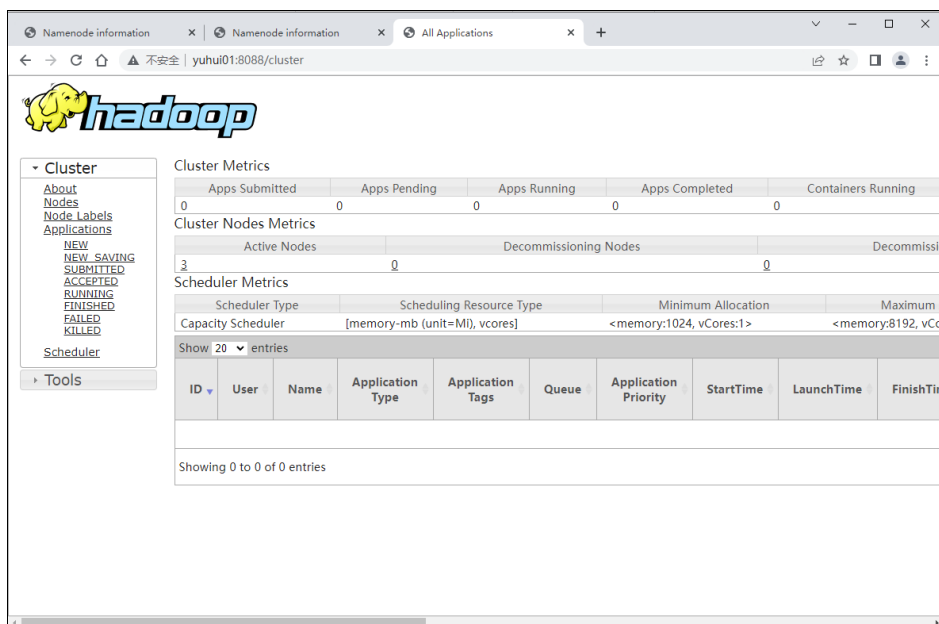 Namenode information
Namenode information
All Applications
不安全 | yuhui01:8088/cluster
hadoop
Cluster
About
Nodes
Node Labels
Applications
NEW
NEW_SAVING
SUBMITTED
ACCEPTED
RUNNING
FINISHED
FAILED
KILLED
Scheduler
Tools
Cluster Metrics
Apps Submitted Apps Pending Apps Running Apps Completed Containers Running
0 0 0 0 0
Cluster Nodes Metrics
Active Nodes Decommissioning Nodes Decommissi
3 0 0
Scheduler Metrics
Scheduler Type Scheduling Resource Type Minimum Allocation Maximum
Capacity Scheduler [memory-mb (unit=Mi), vcores] <memory:1024, vCores:1> <memory:8192, vCo
Show 20 entries
ID User Name Application Type Application Tags Queue Application Priority StartTime LaunchTime FinishTi
Showing 0 to 0 of 0 entries